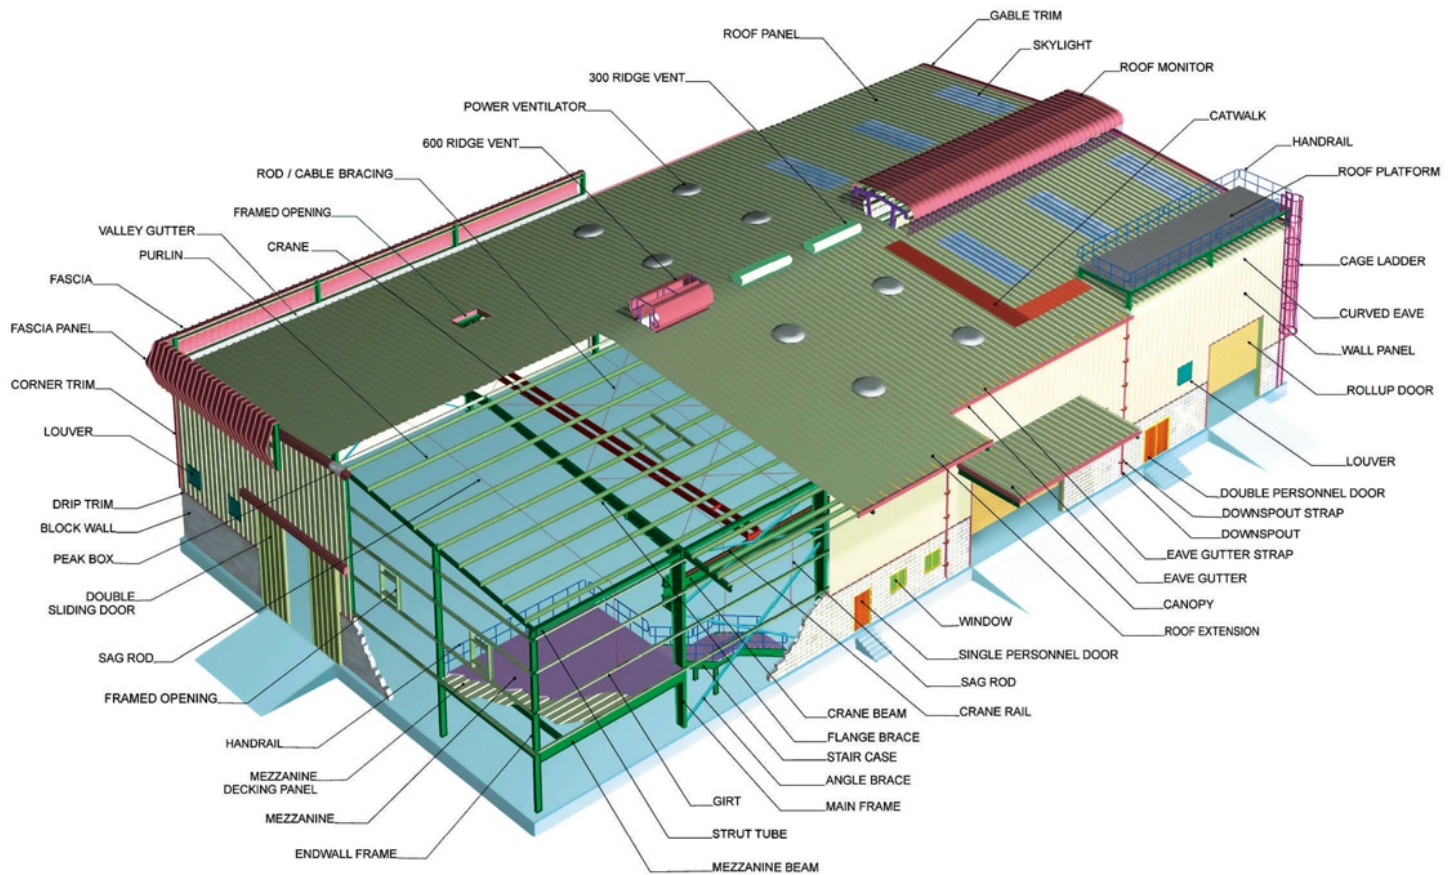 GABLE TRIM
ROOF PANEL
SKYLIGHT
300 RIDGE VENT
ROOF MONITOR
POWER VENTILATOR
CATWALK
600 RIDGE VENT
HANDRAIL
ROD / CABLE BRACING
ROOF PLATFORM
FRAMED OPENING
VALLEY GUTTER
CRANE
PURLIN
CAGE LADDER
FASCIA
CURVED EAVE
FASCIA PANEL
WALL PANEL
CORNER TRIM
ROLLUP DOOR
LOUVER
LOUVER
DRIP TRIM
DOUBLE PERSONNEL DOOR
BLOCK WALL
DOWNSPOUT STRAP
DOWNSPOUT
PEAK BOX
EAVE GUTTER STRAP
EAVE GUTTER
DOUBLE
SLIDING DOOR
CANOPY
WINDOW
ROOF EXTENSION
SAG ROD
SINGLE PERSONNEL DOOR
SAG ROD
FRAMED OPENING
CRANE BEAM
CRANE RAIL
HANDRAIL
FLANGE BRACE
STAIR CASE
MEZZANINE
DECKING PANEL
ANGLE BRACE
GIRT
MAIN FRAME
MEZZANINE
STRUT TUBE
ENDWALL FRAME
MEZZANINE BEAM